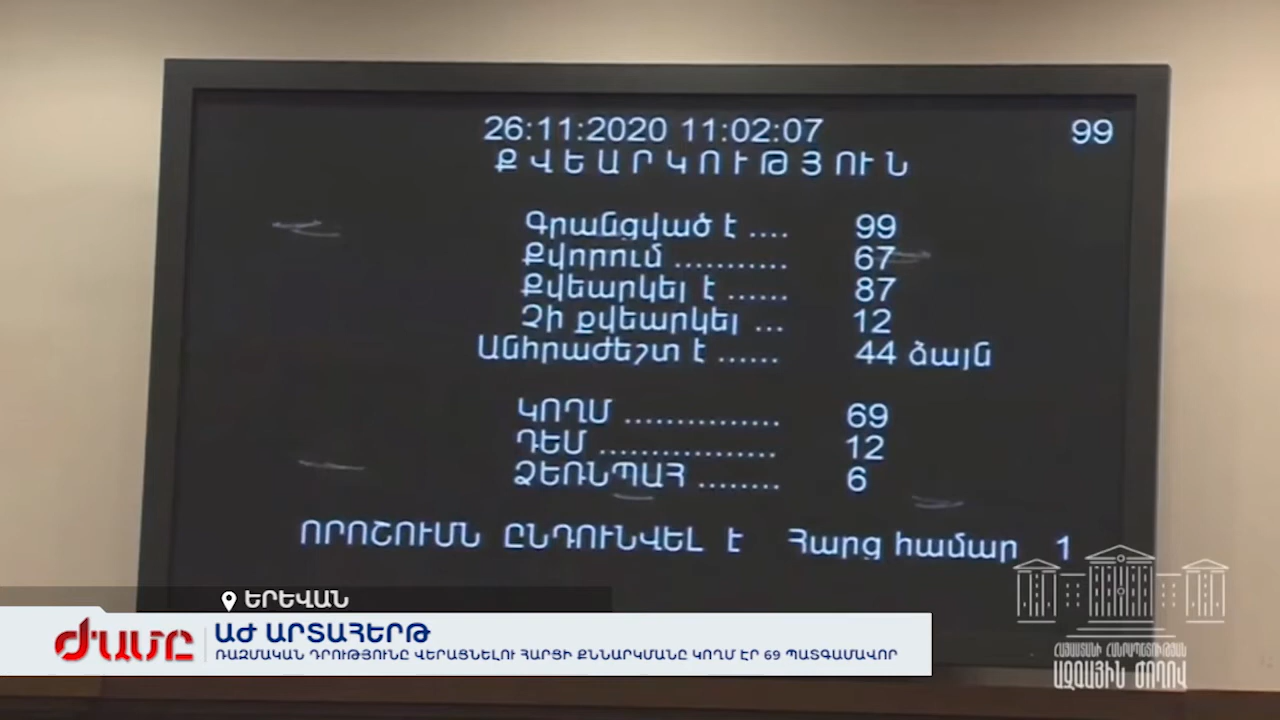 26:11:2020 11:02:07 99
ՔՎԵԱՐԿՈՒԹՅՈՒՆ
Գրանցված է .... 99
Քվորում ........... 67
Քվեարկել է ...... 87
Չի քվեարկել ... 12
Անհրաժեշտ է ...... 44 ձայն
ԿՈՂՄ ............... 69
ԴԵՄ ................. 12
ՁԵՌՆՊԱՀ ........ 6
ՈՐՈՇՈՒՄՆ ԸՆԴՈՒՆՎԵԼ է Հարց համար 1
ԵՐԵՎԱՆ
ԺԱՄԸ
ԱԺ ԱՐՏԱՀԵՐԹ
ՌԱԶՄԱԿԱՆ ԴՐՈՒԹՅՈՒՆԸ ՎԵՐԱՅՆԵԼՈՒ ՀԱՐՑԻ ՔՆՆԱՐԿՄԱՆԸ ԿՈՂՄ ԷՐ 69 ՊԱՏԳԱՄԱՎՈՐ
ՀԱՅԱՍՏԱՆԻ ՀԱՆՐԱՊԵՏՈՒԹՅԱՆ
ԱԶԳԱՅԻՆ ԺՈՂՈՎ